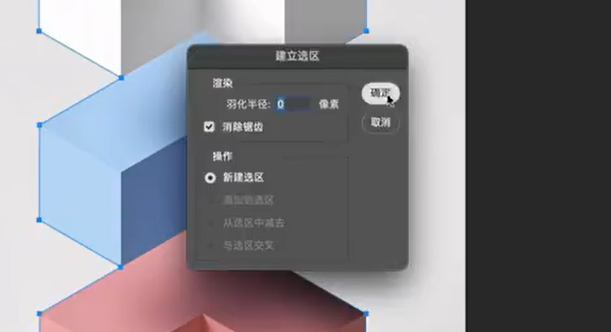 建立选区
渲染
羽化半径: 0 像素
确定
消除锯齿
取消
操作
新建选区
添加到选区
从选区中减去
与选区交叉